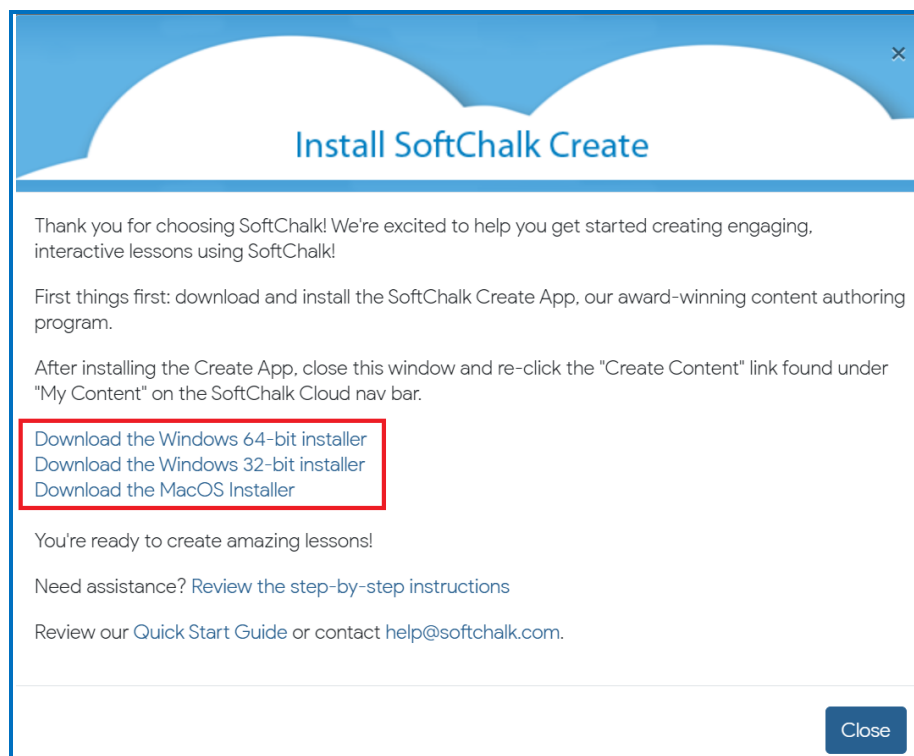 ×
Install SoftChalk Create
Thank you for choosing SoftChalk! We're excited to help you get started creating engaging,
interactive lessons using SoftChalk!
First things first: download and install the SoftChalk Create App, our award-winning content authoring
program.
After installing the Create App, close this window and re-click the "Create Content" link found under
"My Content" on the SoftChalk Cloud nav bar.
Download the Windows 64-bit installer
Download the Windows 32-bit installer
Download the MacOS Installer
You're ready to create amazing lessons!
Need assistance? Review the step-by-step instructions
Review our Quick Start Guide or contact help@softchalk.com.
Close